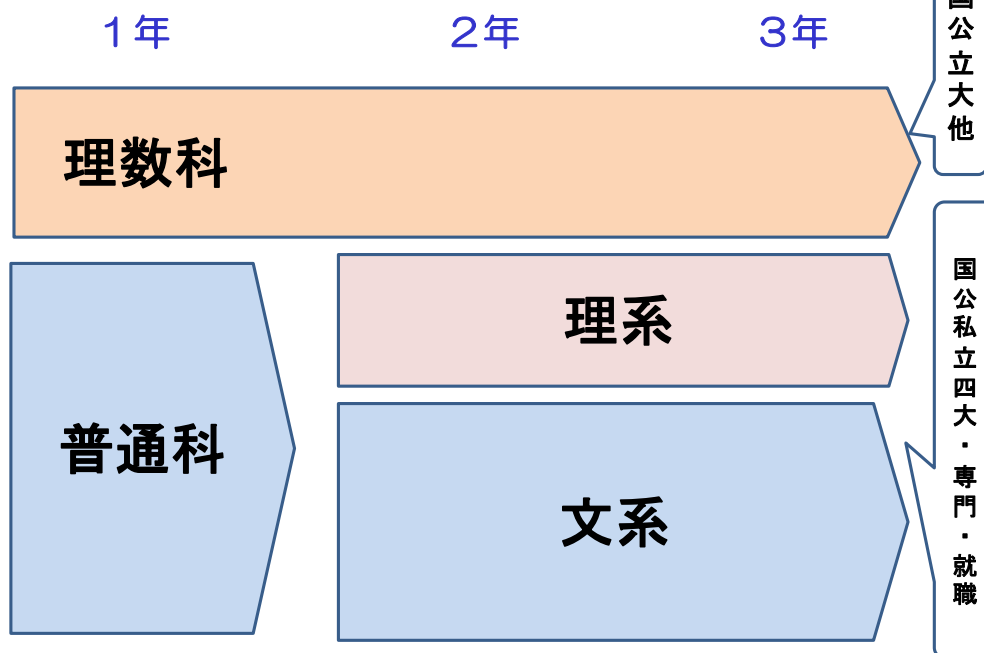 1年 2年 3年
理数科
国公立大他
普通科
理系
文系
国公私立四大・専門・就職